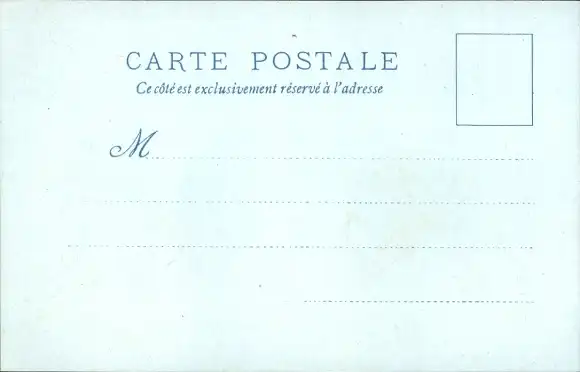 CARTE POSTALE
Ce côté est exclusivement réservé à l'adresse
M